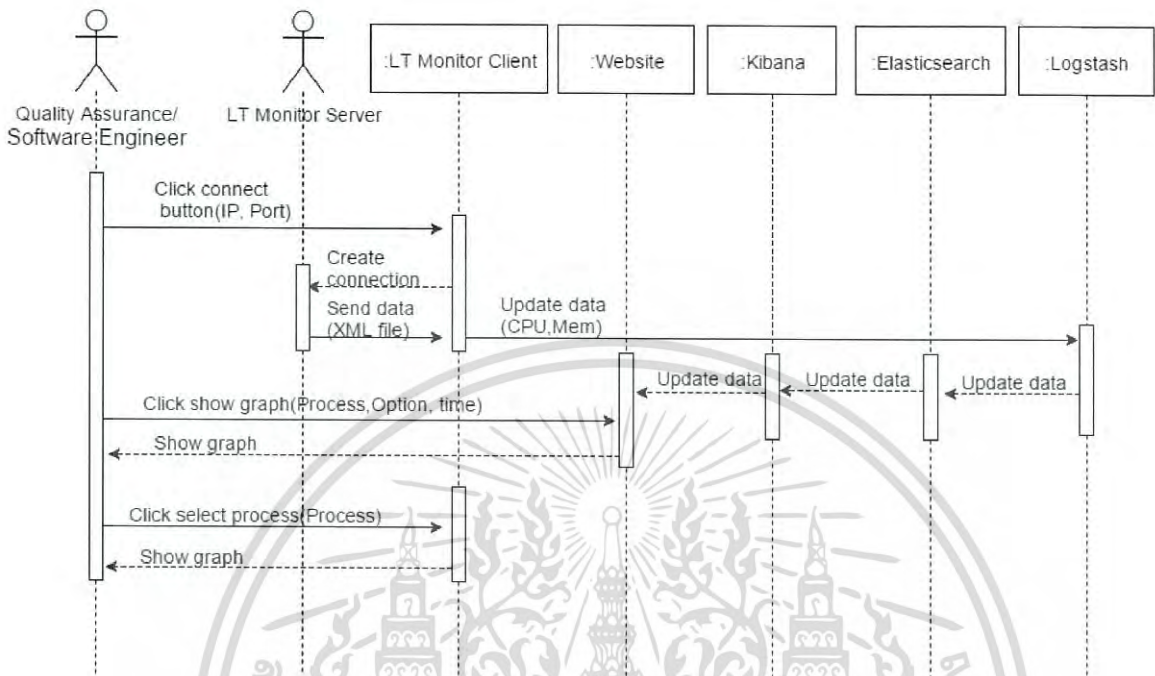 :LT Monitor Client
:Website
:Kibana
:Elasticsearch
:Logstash
Quality Assurance/
Software Engineer
LT Monitor Server
Click connect
button(IP, Port)
Create
connection
Send data
(XML file)
Update data
(CPU,Mem)
Update data
Update data
Update data
Click show graph(Process,Option, time)
Show graph
Click select process(Process)
Show graph